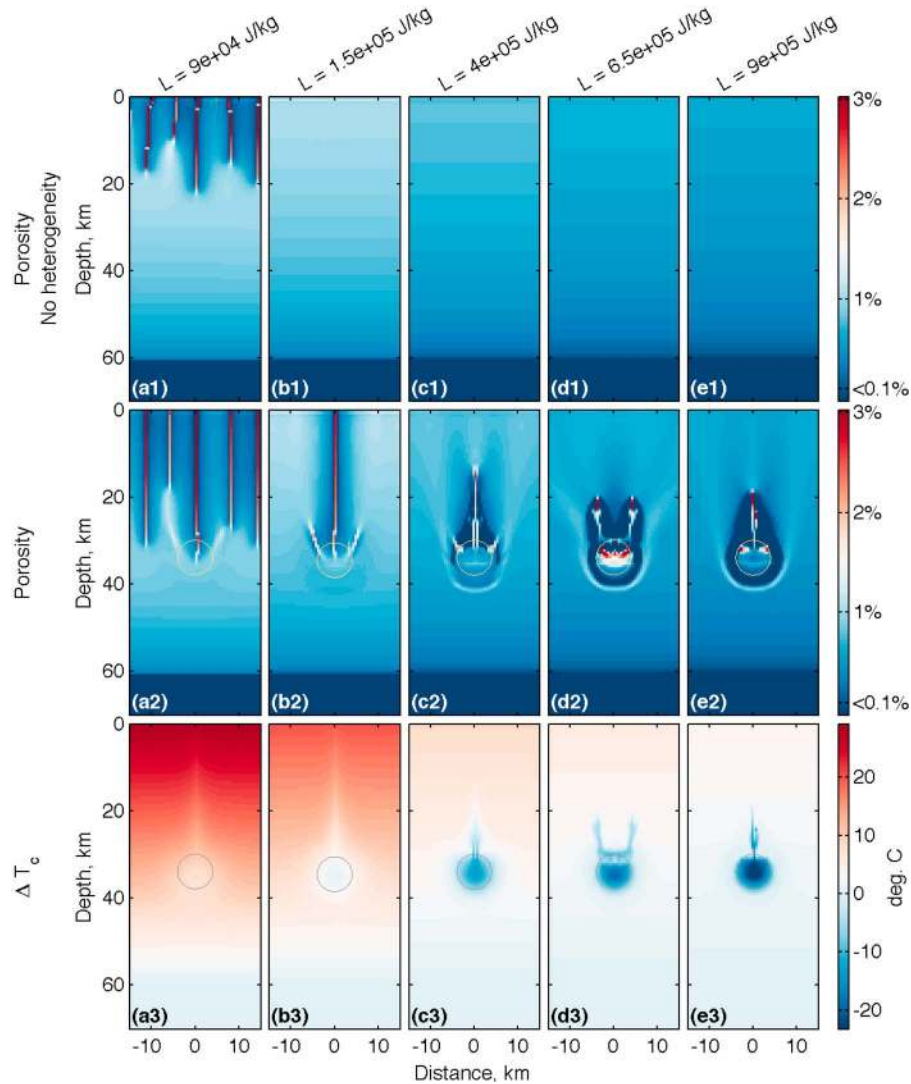 L = 9e+04 J/kg
L = 1.5e+05 J/kg
L = 4e+05 J/kg
L = 6.5e+05 J/kg
L = 9e+05 J/kg
Porosity
No heterogeneity
Depth, km
0
20
40
60
(a1)
(b1)
(c1)
(d1)
(e1)
3%
2%
1%
<0.1%
Porosity
Depth, km
0
20
40
60
(a2)
(b2)
(c2)
(d2)
(e2)
3%
2%
1%
<0.1%
Δ T_c
Depth, km
0
20
40
60
(a3)
(b3)
(c3)
(d3)
(e3)
20
10
0
-10
-20
deg. C
-10 0 10
-10 0 10
-10 0 10
-10 0 10
-10 0 10
Distance, km